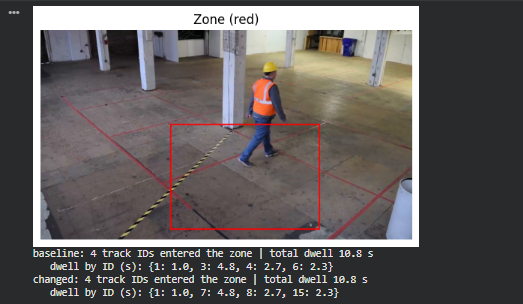 Zone (red)
baseline: 4 track IDs entered the zone | total dwell 10.8 s
dwell by ID (s): {1: 1.0, 3: 4.8, 4: 2.7, 6: 2.3}
changed: 4 track IDs entered the zone | total dwell 10.8 s
dwell by ID (s): {1: 1.0, 7: 4.8, 8: 2.7, 15: 2.3}